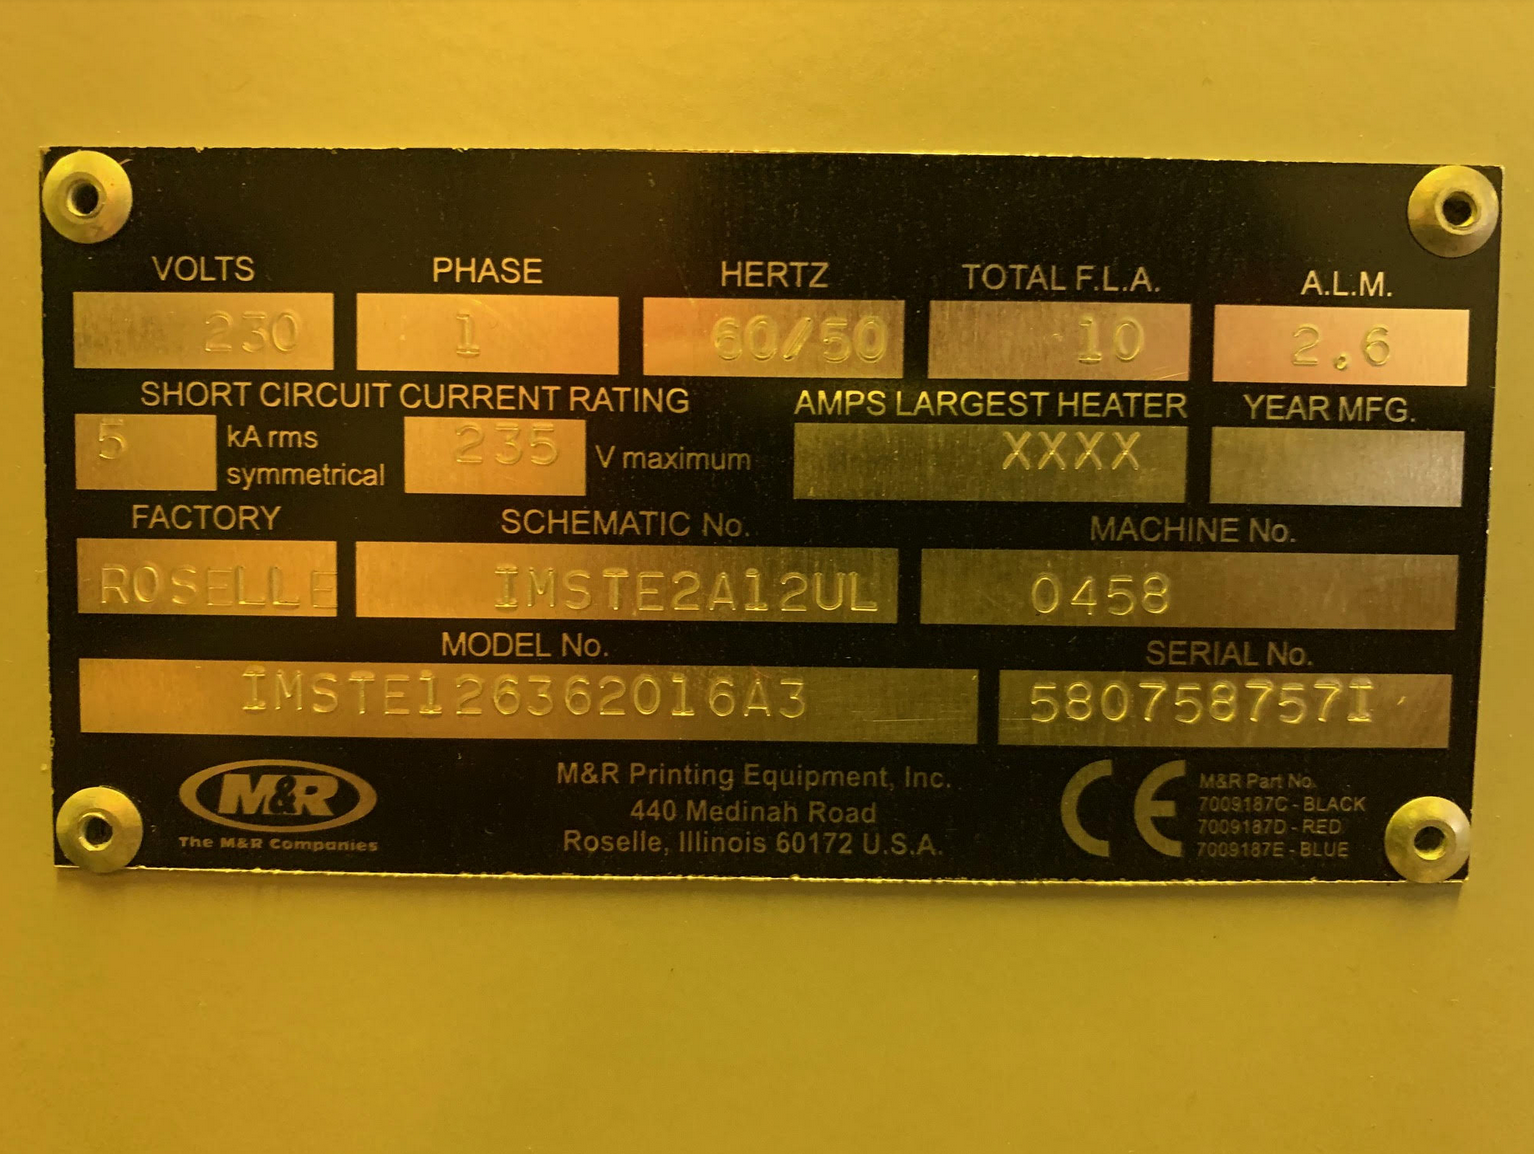 VOLTS PHASE HERTZ TOTAL F.L.A. A.L.M.
230 1 60/50 10 2.6
SHORT CIRCUIT CURRENT RATING AMPS LARGEST HEATER YEAR MFG.
5 kA rms symmetrical 235 V maximum XXXX
FACTORY SCHEMATIC No. MACHINE No.
ROSELLE IMSTE2A12UL 0458
MODEL No. SERIAL No.
IMSTE126362016A3 580758757I
M&R
The M&R Companies
M&R Printing Equipment, Inc.
440 Medinah Road
Roselle, Illinois 60172 U.S.A.
CE
M&R Part No.
7009187C - BLACK
7009187D - RED
7009187E - BLUE